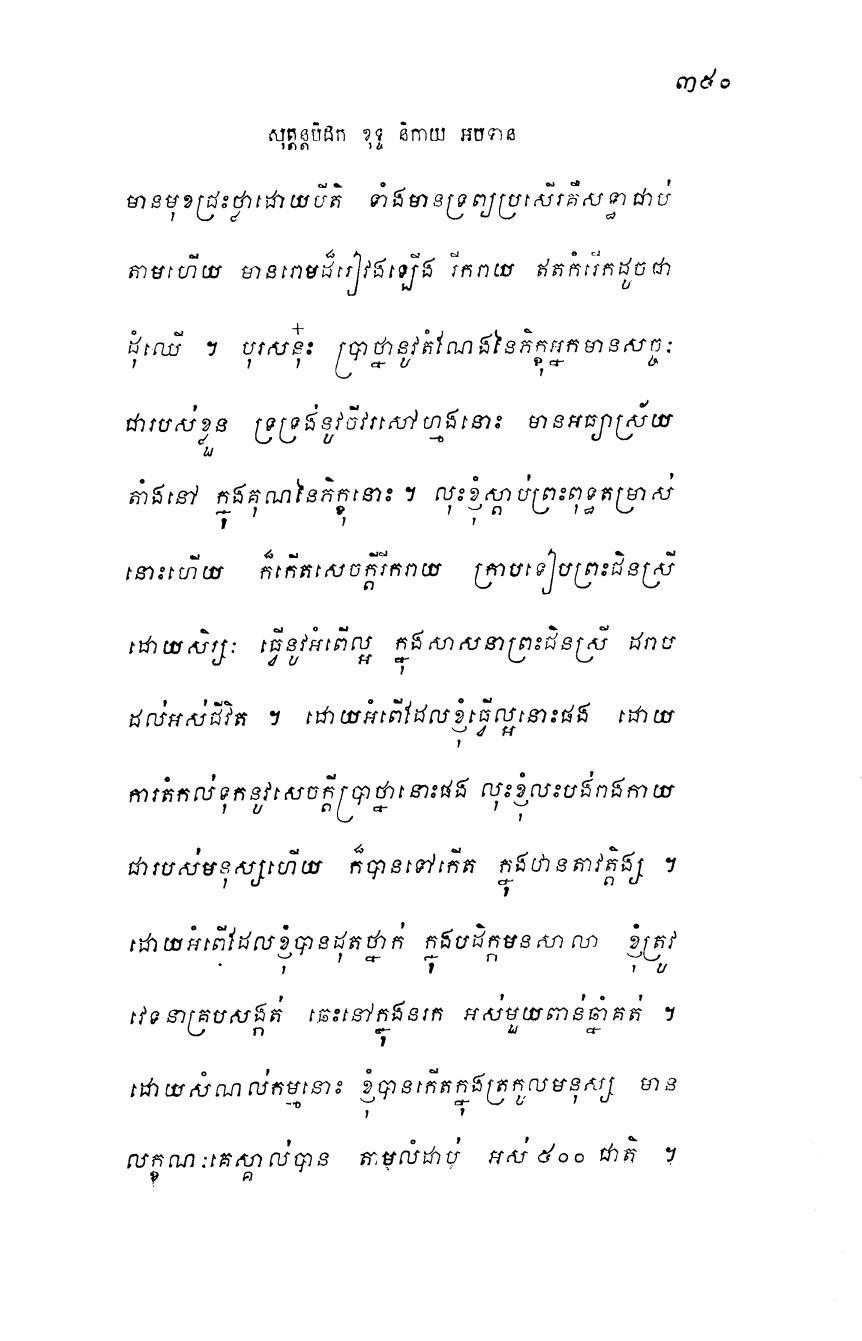 ៣៩០
សុត្តន្តបិដក ខុទ្ទ និកាយ អបទាន
មានមុខជ្រះថ្លាដោយបីតិ ទាំងមានទ្រព្យប្រសើរគឺសទ្ធាជាប់
តាមហើយ មានរោមដ៏រៀវងឡើង រីករាយ ឥតកំរើកដូចជា
ដុំឈើ ។ បុរសនុ៎ះ ប្រាថ្នានូវតំណែងនៃភិក្ខុអ្នកមានសច្ចៈ
ជារបស់ខ្លួន ទ្រទ្រង់នូវចីវរសៅហ្មងនោះ មានអធ្យាស្រ័យ
តាំងនៅ ក្នុងគុណនៃភិក្ខុនោះ ។ លុះខ្ញុំស្តាប់ព្រះពុទ្ធតម្រាស់
នោះហើយ ក៏កើតសេចក្តីរីករាយ ក្រាបទៀបព្រះជិនស្រី
ដោយសិរ្សៈ ធ្វើនូវអំពើល្អ ក្នុងសាសនាព្រះជិនស្រី ដរាប
ដល់អស់ជីវិត ។ ដោយអំពើដែលខ្ញុំធ្វើល្អនោះផង ដោយ
ការតំកល់ទុកនូវសេចក្តីប្រាថ្នានោះផង លុះខ្ញុំលះបង់រាងកាយ
ជារបស់មនុស្សហើយ ក៏បានទៅកើត ក្នុងឋានតាវត្តិង្ស ។
ដោយអំពើដែលខ្ញុំបានដុតថ្នាក់ ក្នុងបដិក្កមនសាលា ខ្ញុំត្រូវ
វេទនាគ្របសង្កត់ ឆេះនៅក្នុងនរក អស់មួយពាន់ឆ្នាំគត់ ។
ដោយសំណល់កម្មនោះ ខ្ញុំបានកើតក្នុងត្រកូលមនុស្ស មាន
លក្ខណៈគេស្គាល់បាន តាមលំដាប់ អស់ ៥០០ ជាតិ ។